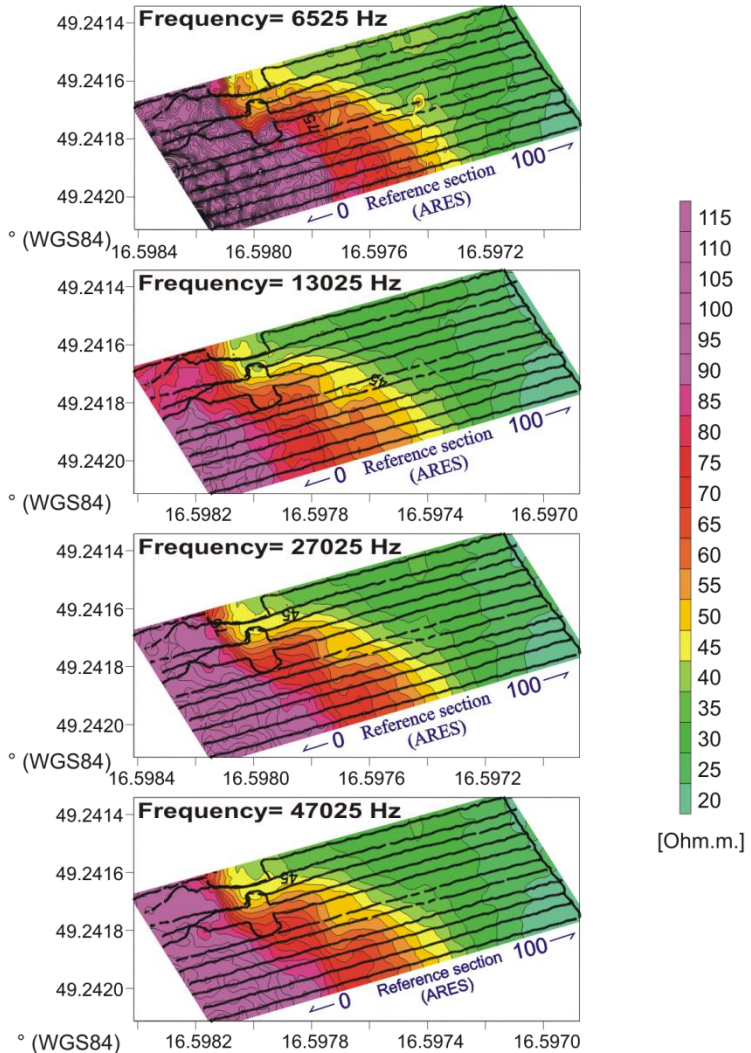 Frequency= 6525 Hz
49.2414
49.2416
49.2418
49.2420
75
0 Reference section 100
(ARES)
° (WGS84)
16.5984 16.5980 16.5976 16.5972
Frequency= 13025 Hz
49.2414
49.2416
49.2418
49.2420
45
0 Reference section 100
(ARES)
° (WGS84)
16.5982 16.5978 16.5974 16.5970
Frequency= 27025 Hz
49.2414
49.2416
49.2418
49.2420
45
0 Reference section 100
(ARES)
° (WGS84)
16.5984 16.5980 16.5976 16.5972
Frequency= 47025 Hz
49.2414
49.2416
49.2418
49.2420
45
0 Reference section 100
(ARES)
° (WGS84)
16.5982 16.5978 16.5974 16.5970
115
110
105
100
95
90
85
80
75
70
65
60
55
50
45
40
35
30
25
20
[Ohm.m.]